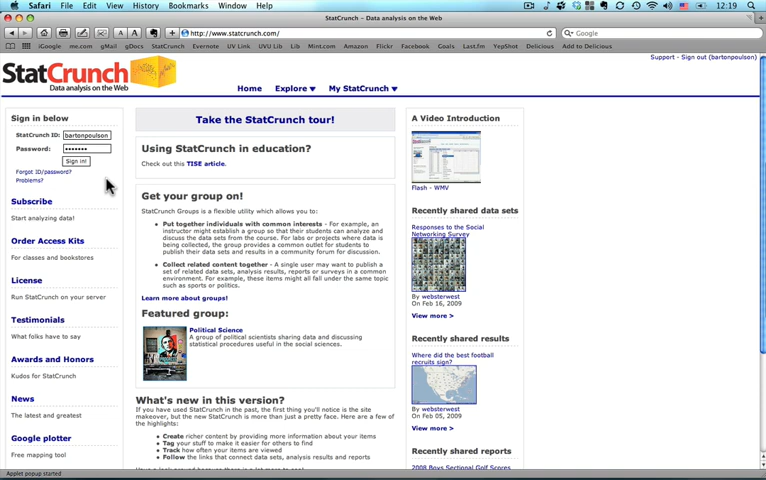 Safari File Edit View History Bookmarks Window Help 12:19
StatCrunch – Data analysis on the Web
http://www.statcrunch.com/
Google
iGoogle me.com gMail gDocs StatCrunch Evernote UV Link UVU Lib Mint.com Amazon Flickr Facebook Goals Last.fm YepShot Delicious Add to Delicious
Support - Sign out (bartonpoulson)
StatCrunch
Data analysis on the Web
Home Explore My StatCrunch
Sign in below
StatCrunch ID: bartonpoulson
Password: •••••••
Sign in!
Forgot ID/password?
Problems?
Subscribe
Start analyzing data!
Order Access Kits
For classes and bookstores
License
Run StatCrunch on your server
Testimonials
What folks have to say
Awards and Honors
Kudos for StatCrunch
News
The latest and greatest
Google plotter
Free mapping tool
Take the StatCrunch tour!
Using StatCrunch in education?
Check out this TISE article.
Get your group on!
StatCrunch Groups is a flexible utility which allows you to:
• Put together individuals with common interests - For example, an
instructor might establish a group so that their students can analyze and
discuss the data sets from the course. For labs or projects where data is
being collected, the group provides a common outlet for students to
publish their data sets and results in a community forum for discussion.
• Collect related content together - A single user may want to publish a
set of related data sets, analysis results, reports or surveys in a common
environment. For example, these items might all fall under the same topic
such as sports or politics.
Learn more about groups!
Featured group:
Political Science
A group of political scientists sharing data and discussing
statistical procedures useful in the social sciences.
What's new in this version?
If you have used StatCrunch in the past, the first thing you'll notice is the site
makeover, but the new StatCrunch is more than just a pretty face. Here are a few of
the highlights:
• Create richer content by providing more information about your items
• Tag your stuff to make it easier for others to find
• Track how often your items are viewed
• Follow the links that connect data sets, analysis results and reports
A Video Introduction
Flash - WMV
Recently shared data sets
Responses to the Social
Networking Survey
By websterwest
On Feb 16, 2009
View more >
Recently shared results
Where did the best football
recruits sign?
By websterwest
On Feb 05, 2009
View more >
Recently shared reports
2008 Boys Sectional Golf Scores
Applet popup started